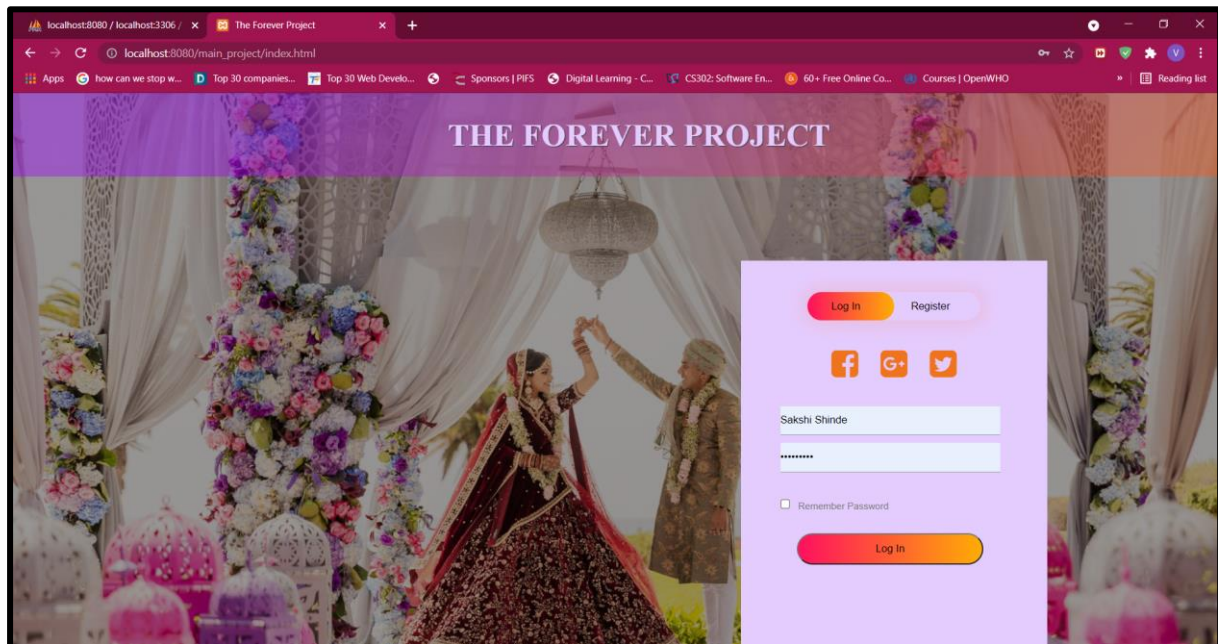 localhost:8080 / localhost:3306 /
The Forever Project
localhost:8080/main_project/index.html
Apps
how can we stop w...
Top 30 companies...
Top 30 Web Develo...
Sponsors | PIFS
Digital Learning - C...
CS302: Software En...
60+ Free Online Co...
Courses | OpenWHO
»
Reading list
V
THE FOREVER PROJECT
Log In
Register
G+
Sakshi Shinde
•••••••••
Remember Password
Log In